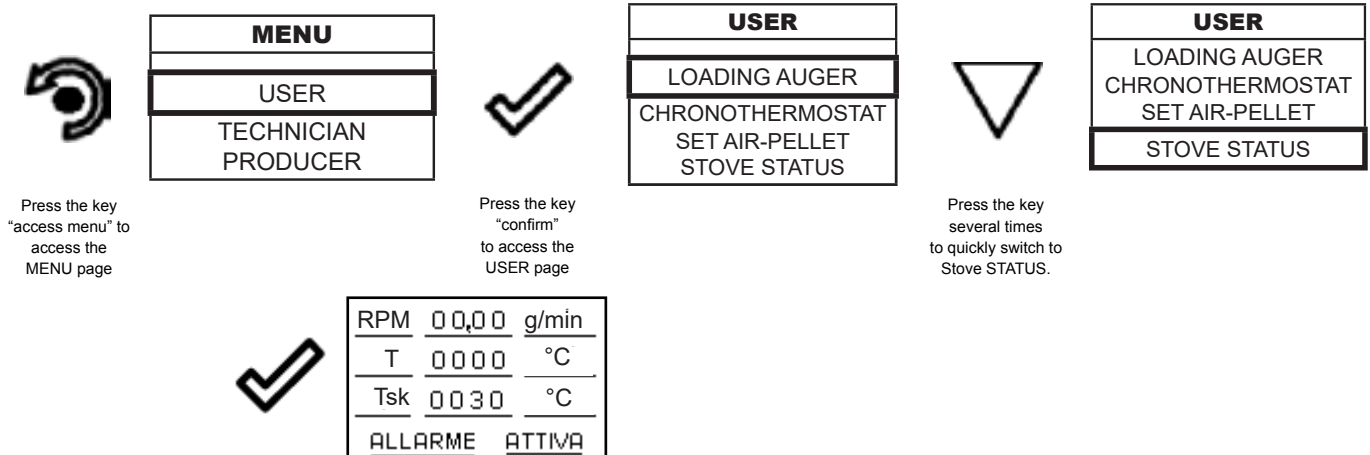 MENU
USER
TECHNICIAN
PRODUCER
Press the key
“access menu” to
access the
MENU page
Press the key
“confirm”
to access the
USER page
USER
LOADING AUGER
CHRONOTHERMOSTAT
SET AIR-PELLET
STOVE STATUS
Press the key
several times
to quickly switch to
Stove STATUS.
USER
LOADING AUGER
CHRONOTHERMOSTAT
SET AIR-PELLET
STOVE STATUS
RPM 00,00 g/min
T 0000 °C
Tsk 0030 °C
ALLARME ATTIVA